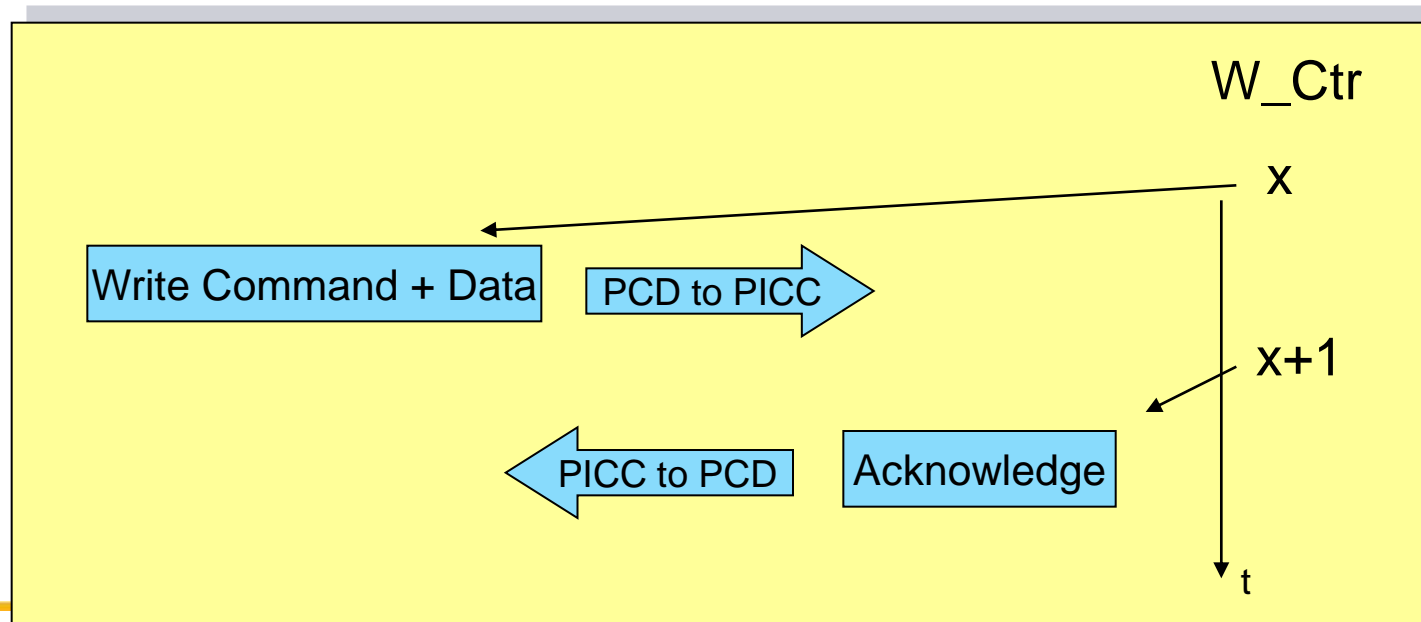 W_Ctr
x
Write Command + Data
PCD to PICC
x+1
PICC to PCD
Acknowledge
t